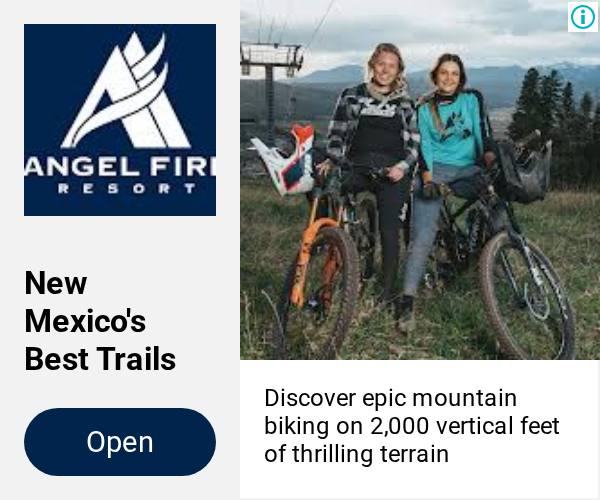 ANGEL FIR
RESORT
New
Mexico's
Best Trails
Open
Discover epic mountain
biking on 2,000 vertical feet
of thrilling terrain